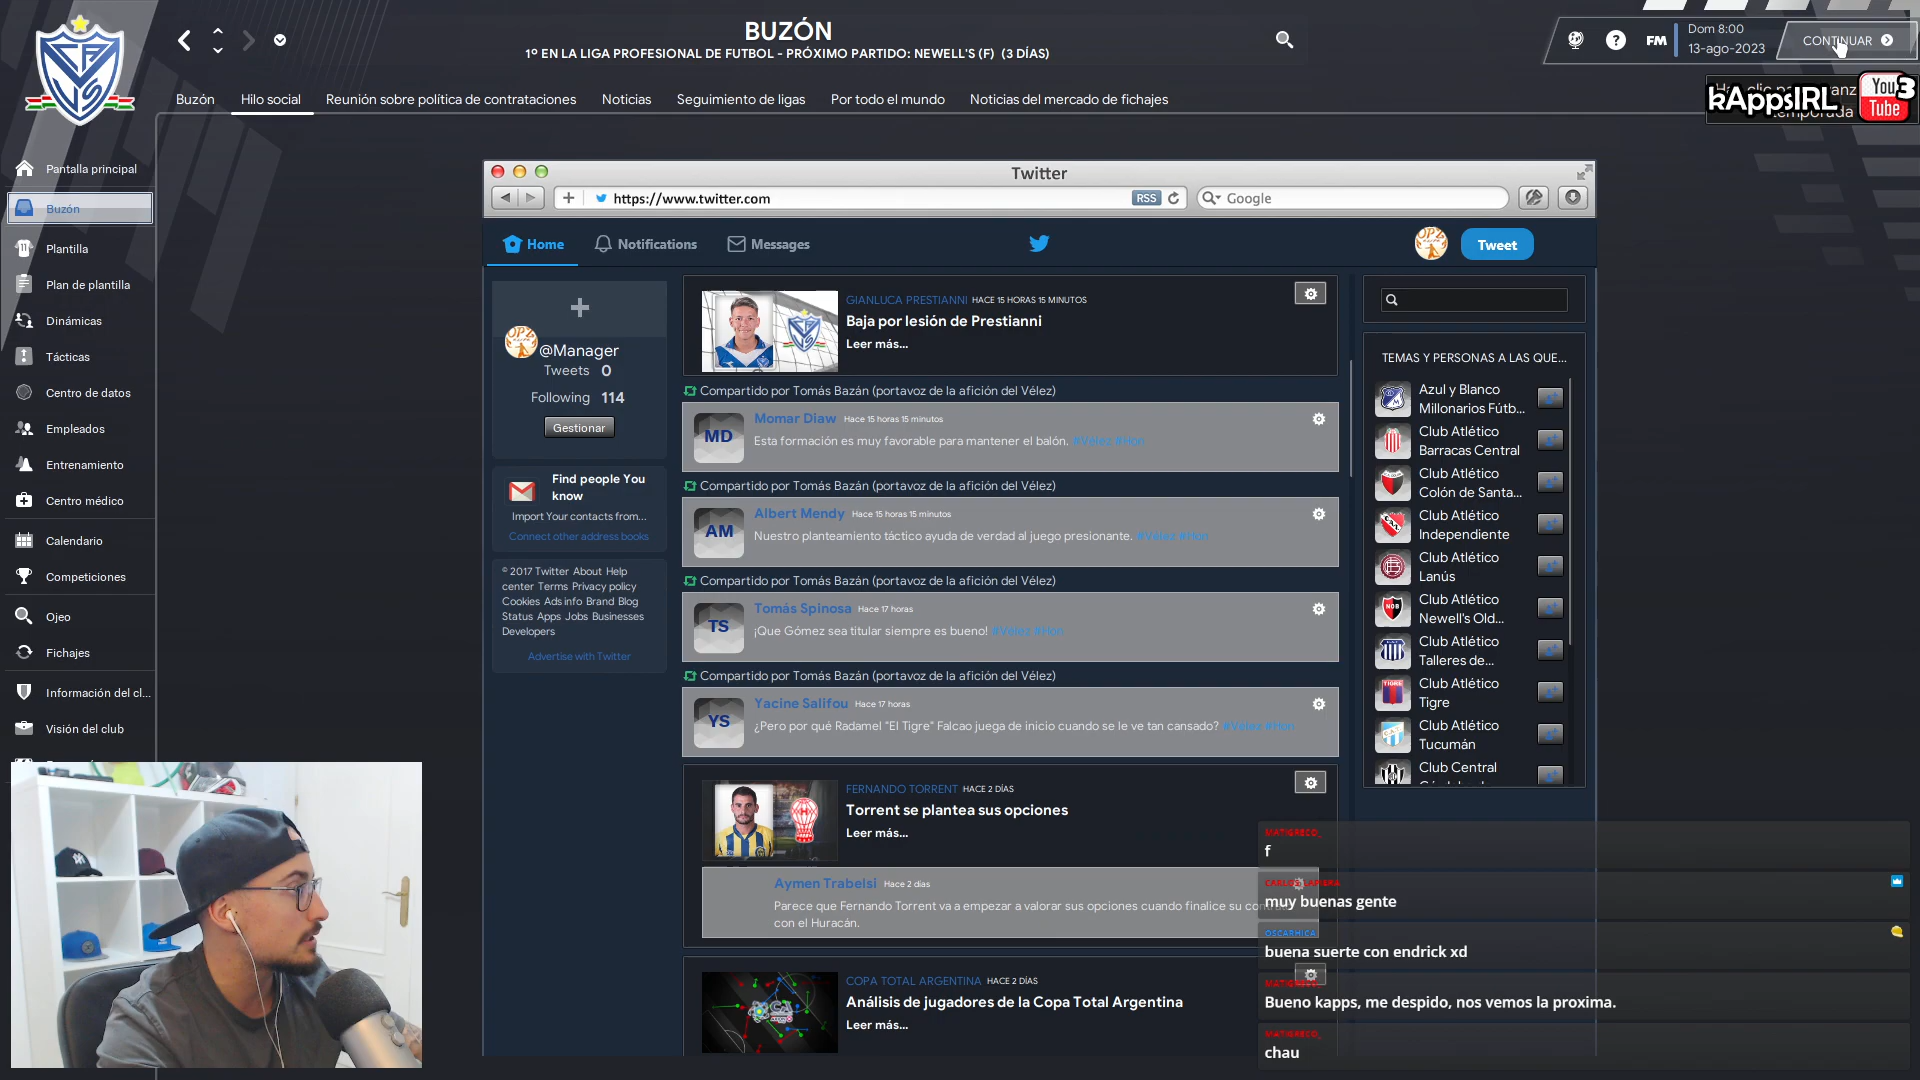 BUZÓN
1º EN LA LIGA PROFESIONAL DE FUTBOL - PRÓXIMO PARTIDO: NEWELL'S (F) (3 DÍAS)
FM
Dom 8:00
13-ago-2023
CONTINUAR
Buzón
Hilo social
Reunión sobre política de contrataciones
Noticias
Seguimiento de ligas
Por todo el mundo
Noticias del mercado de fichajes
kAppsIRL
You
Tube
3
temporada
Pantalla principal
Buzón
Plantilla
Plan de plantilla
Dinámicas
Tácticas
Centro de datos
Empleados
Entrenamiento
Centro médico
Calendario
Competiciones
Ojeo
Fichajes
Información del cl...
Visión del club
Twitter
https://www.twitter.com
RSS
Google
Home
Notifications
Messages
Tweet
@Manager
Tweets 0
Following 114
Gestionar
Find people You
know
Import Your contacts from...
Connect other address books
© 2017 Twitter About Help
center Terms Privacy policy
Cookies Ads info Brand Blog
Status Apps Jobs Businesses
Developers
Advertise with Twitter
GIANLUCA PRESTIANNI HACE 15 HORAS 15 MINUTOS
Baja por lesión de Prestianni
Leer más...
Compartido por Tomás Bazán (portavoz de la afición del Vélez)
MD
Momar Diaw Hace 15 horas 15 minutos
Esta formación es muy favorable para mantener el balón. #Vélez #Hon
Compartido por Tomás Bazán (portavoz de la afición del Vélez)
AM
Albert Mendy Hace 15 horas 15 minutos
Nuestro planteamiento táctico ayuda de verdad al juego presionante. #Vélez #Hon
Compartido por Tomás Bazán (portavoz de la afición del Vélez)
TS
Tomás Spinosa Hace 17 horas
¡Que Gómez sea titular siempre es bueno! #Vélez #Hon
Compartido por Tomás Bazán (portavoz de la afición del Vélez)
YS
Yacine Salifou Hace 17 horas
¿Pero por qué Radamel "El Tigre" Falcao juega de inicio cuando se le ve tan cansado? #Vélez #Hon
FERNANDO TORRENT HACE 2 DÍAS
Torrent se plantea sus opciones
Leer más...
Aymen Trabelsi Hace 2 días
Parece que Fernando Torrent va a empezar a valorar sus opciones cuando finalice su
con el Huracán.
COPA TOTAL ARGENTINA HACE 2 DÍAS
Análisis de jugadores de la Copa Total Argentina
Leer más...
TEMAS Y PERSONAS A LAS QUE...
Azul y Blanco
Millonarios Fútb...
Club Atlético
Barracas Central
Club Atlético
Colón de Santa...
Club Atlético
Independiente
Club Atlético
Lanús
Club Atlético
Newell's Old...
Club Atlético
Talleres de...
Club Atlético
Tigre
Club Atlético
Tucumán
Club Central
MATIGRECO_
f
muy buenas gente
OSCARHICA
buena suerte con endrick xd
MATIGRECO_
Bueno kapps, me despido, nos vemos la proxima.
MATIGRECO_
chau